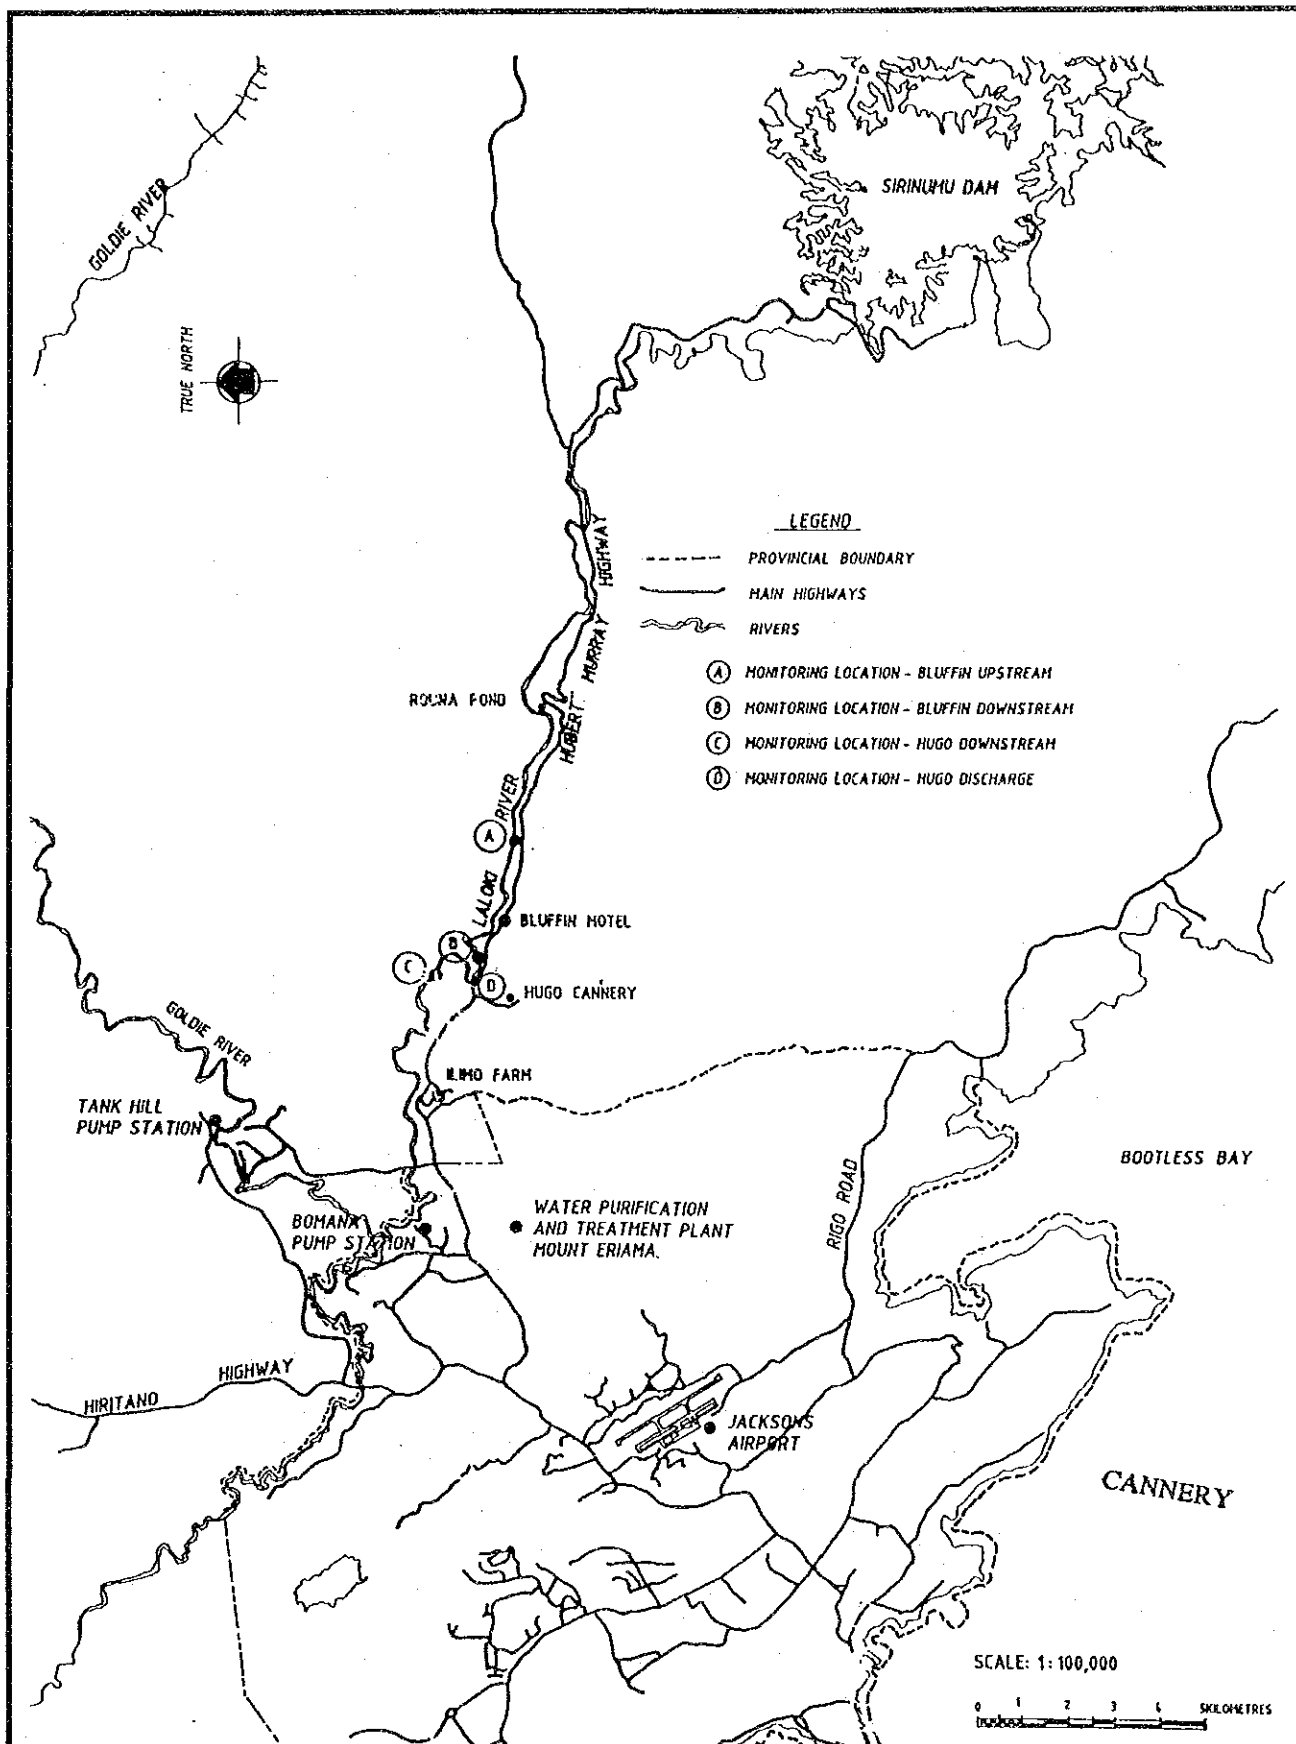 GOLDIE RIVER
SIRINUMU DAM
TRUE NORTH
LEGEND
PROVINCIAL BOUNDARY
MAIN HIGHWAYS
RIVERS
A MONITORING LOCATION - BLUFFIN UPSTREAM
B MONITORING LOCATION - BLUFFIN DOWNSTREAM
C MONITORING LOCATION - HUGO DOWNSTREAM
D MONITORING LOCATION - HUGO DISCHARGE
HUBERT MURRAY HIGHWAY
ROUNA POND
LALOKI RIVER
A
BLUFFIN MOTEL
B
C
D
HUGO CANNERY
GOLDIE RIVER
ILIMO FARM
TANK HILL
PUMP STATION
BOOTLESS BAY
RIGO ROAD
WATER PURIFICATION
AND TREATMENT PLANT
MOUNT ERIAMA.
BOMANA
PUMP STATION
HIRITANO HIGHWAY
JACKSONS
AIRPORT
CANNERY
SCALE: 1:100,000
0 1 2 3 4 5KILOMETRES